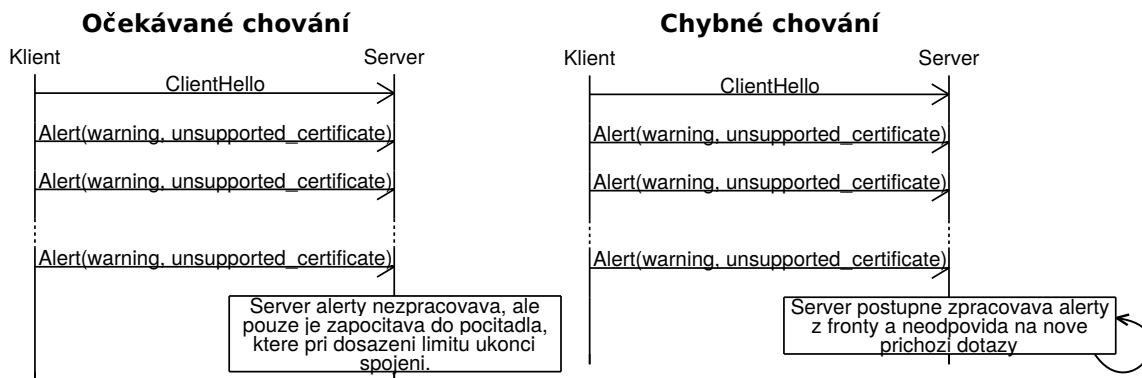 Očekávané chování
Klient
Server
ClientHello
Alert(warning, unsupported_certificate)
Alert(warning, unsupported_certificate)
Alert(warning, unsupported_certificate)
Server alerty nezpracovava, ale
pouze je zapocitava do pocitadla,
ktere pri dosazeni limitu ukonci
spojeni.
Chybné chování
Klient
Server
ClientHello
Alert(warning, unsupported_certificate)
Alert(warning, unsupported_certificate)
Alert(warning, unsupported_certificate)
Server postupne zpracovava alerty
z fronty a neodpovida na nove
prichozi dotazy